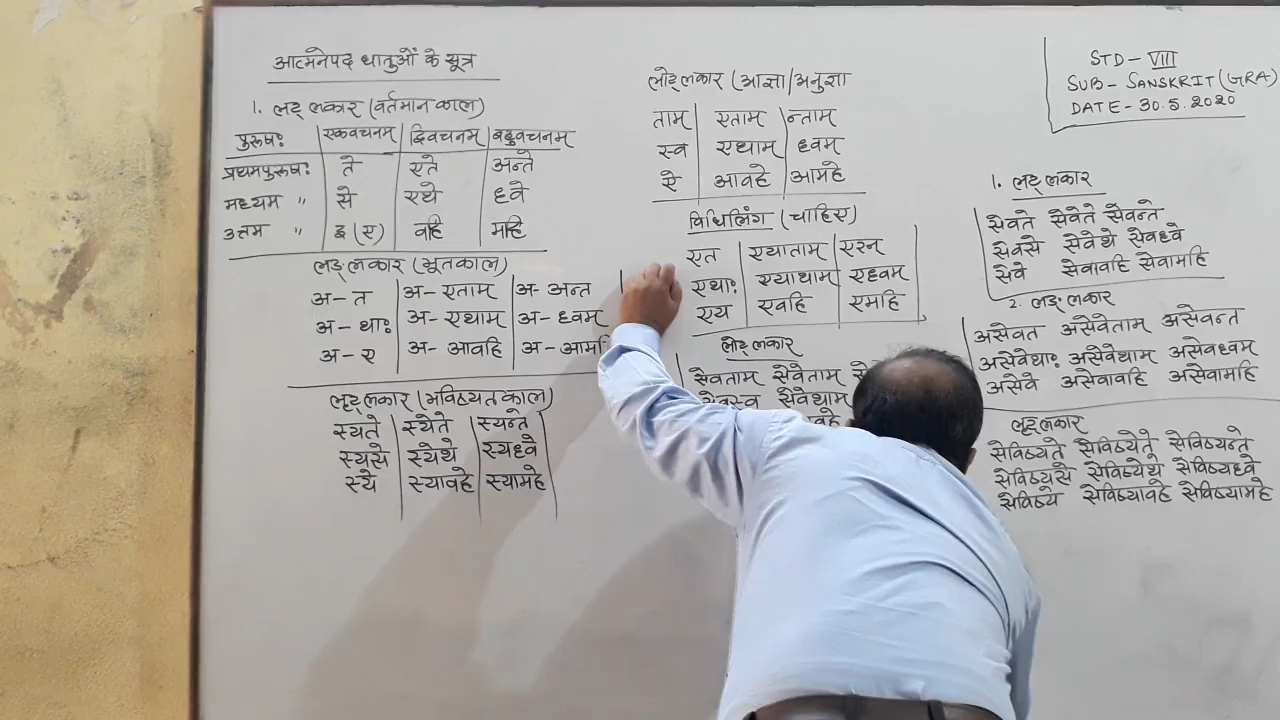 आत्मनेपद धातुओं के सूत्र
1. लट् लकार (वर्तमान काल)
पुरूषः एकवचनम् द्विवचनम् बहुवचनम्
प्रथमपुरूषः ते एते अन्ते
मध्यम " से एथे ध्वे
उत्तम " इ (ए) वहि महि
लङ् लकार (भूतकाल)
अ- त अ- एताम् अ- अन्त
अ- थाः अ- एथाम् अ- ध्वम्
अ- ए अ- आवहि अ- आमहि
लृट् लकार (भविष्यत काल)
स्यते स्येते स्यन्ते
स्यसे स्येथे स्यध्वे
स्ये स्यावहे स्यामहे
लोट् लकार (आज्ञा/अनुज्ञा
ताम् एताम् न्ताम्
स्व एथाम् ध्वम्
ऐ आवहे आमहे
विधिलिंग (चाहिए)
एत एयाताम् एरन्
एथाः एयाथाम् एध्वम्
एय एवहि एमहि
लोट् लकार
सेवताम् सेवेताम्
सेवस्व सेवेथाम्
STD - VIII
SUB - SANSKRIT (GRA)
DATE - 30.5.2020
1. लट् लकार
सेवते सेवेते सेवन्ते
सेवसे सेवेथे सेवध्वे
सेवे सेवावहि सेवामहि
2. लङ् लकार
असेवत असेवेताम् असेवन्त
असेवेथाः असेवेथाम् असेवध्वम्
असेवे असेवावहि असेवामहि
लृट् लकार
सेविष्यते सेविष्येते सेविष्यन्ते
सेविष्यसे सेविष्येथे सेविष्यध्वे
सेविष्ये सेविष्यावहे सेविष्यामहे